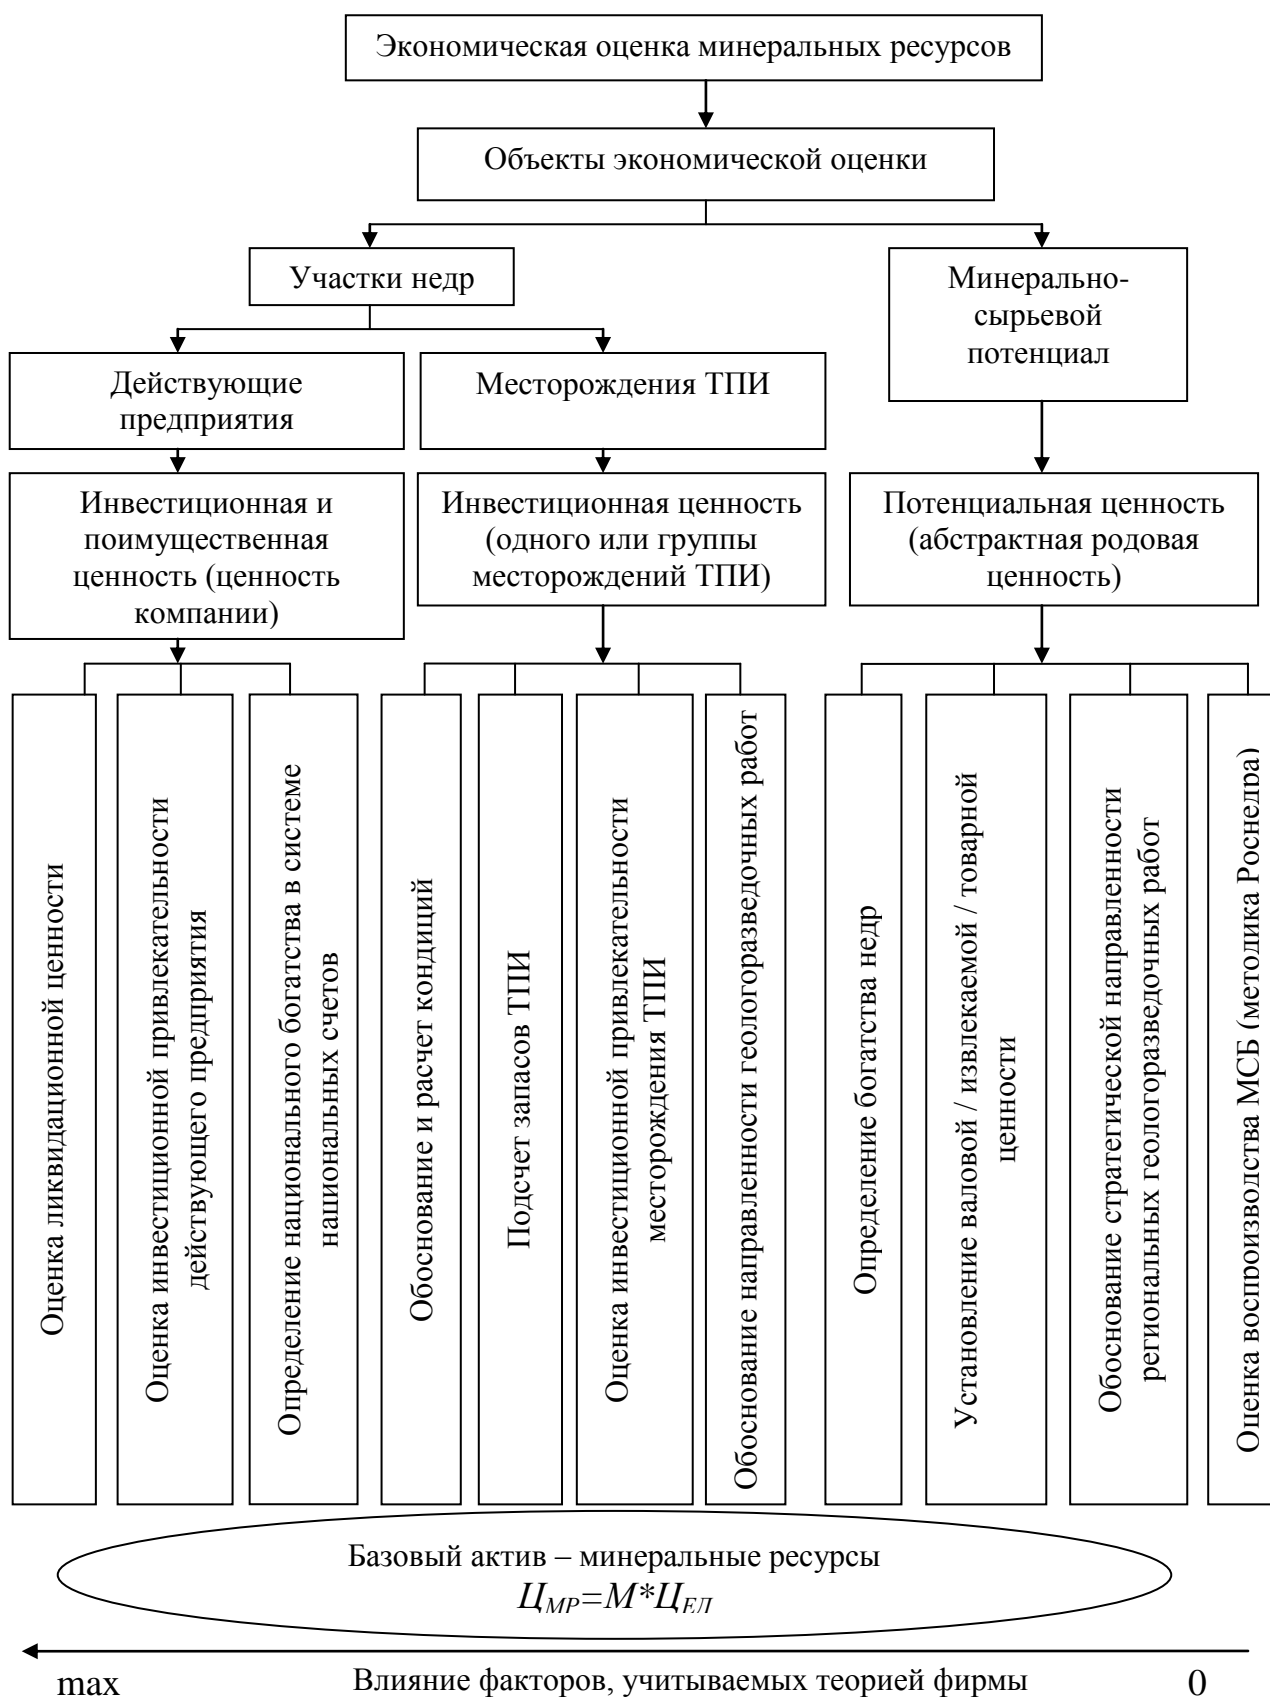 Экономическая оценка минеральных ресурсов
Объекты экономической оценки
Участки недр
Минерально-
сырьевой
потенциал
Действующие
предприятия
Месторождения ТПИ
Инвестиционная и
поимущественная
ценность (ценность
компании)
Инвестиционная ценность
(одного или группы
месторождений ТПИ)
Потенциальная ценность
(абстрактная родовая
ценность)
Оценка ликвидационной ценности
Оценка инвестиционной привлекательности
действующего предприятия
Определение национального богатства в системе
национальных счетов
Обоснование и расчет кондиций
Подсчет запасов ТПИ
Оценка инвестиционной привлекательности
месторождения ТПИ
Обоснование направленности геологоразведочных работ
Определение богатства недр
Установление валовой / извлекаемой / товарной
ценности
Обоснование стратегической направленности
региональных геологоразведочных работ
Оценка воспроизводства МСБ (методика Роснедра)
Базовый актив – минеральные ресурсы
Ц_МР=М*Ц_ЕД
max Влияние факторов, учитываемых теорией фирмы 0